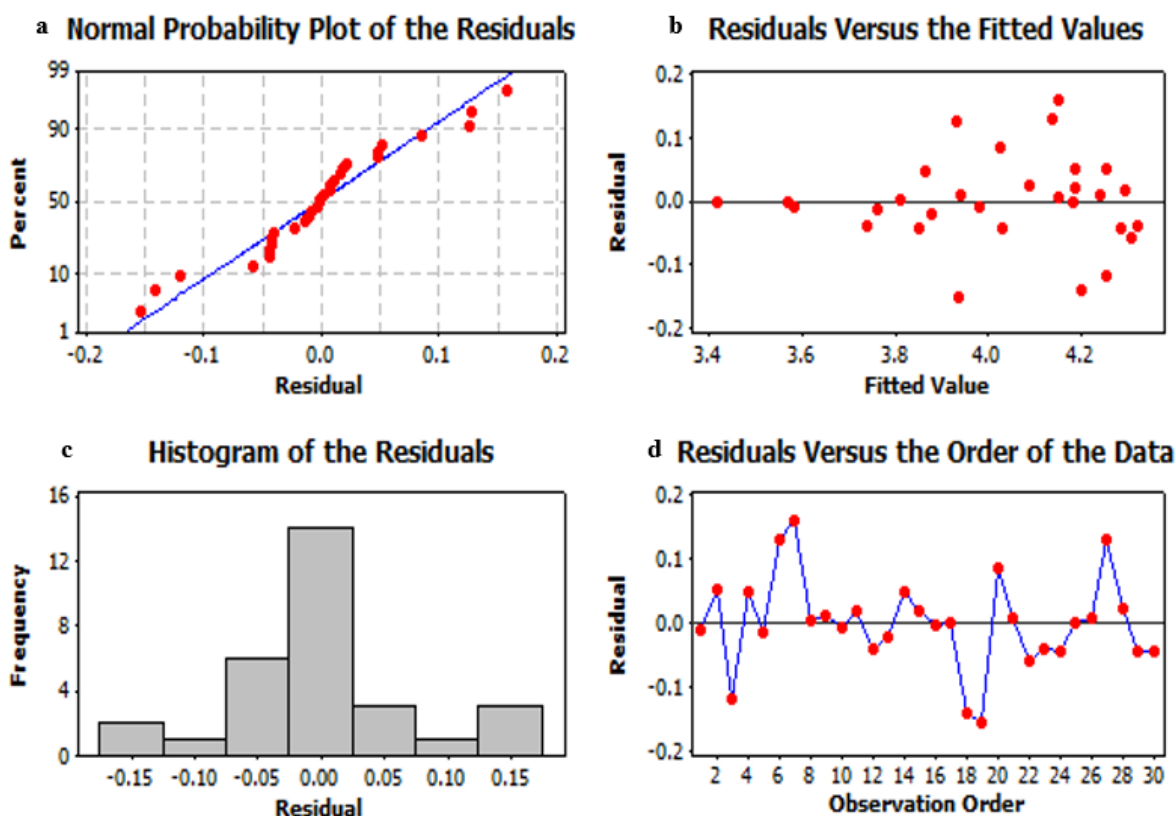 a Normal Probability Plot of the Residuals
99
90
50
10
1
Percent
-0.2 -0.1 0.0 0.1 0.2
Residual
b Residuals Versus the Fitted Values
0.2
0.1
0.0
-0.1
-0.2
Residual
3.4 3.6 3.8 4.0 4.2
Fitted Value
c Histogram of the Residuals
16
12
8
4
0
Frequency
-0.15 -0.10 -0.05 0.00 0.05 0.10 0.15
Residual
d Residuals Versus the Order of the Data
0.2
0.1
0.0
-0.1
-0.2
Residual
2 4 6 8 10 12 14 16 18 20 22 24 26 28 30
Observation Order